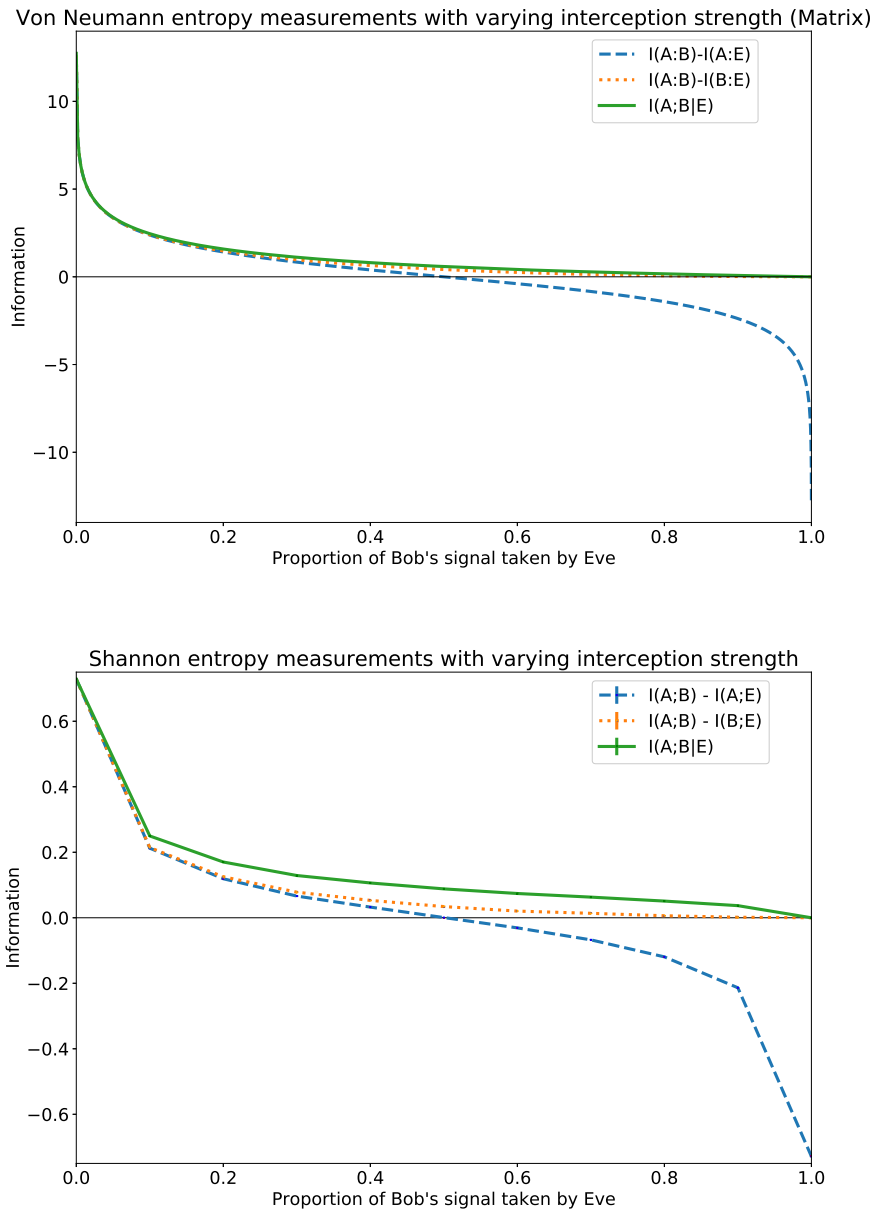 Von Neumann entropy measurements with varying interception strength (Matrix)
I(A:B)-I(A:E)
I(A:B)-I(B:E)
I(A;B|E)
10
5
0
−5
−10
Information
0.0 0.2 0.4 0.6 0.8 1.0
Proportion of Bob's signal taken by Eve
Shannon entropy measurements with varying interception strength
I(A;B) - I(A;E)
I(A;B) - I(B;E)
I(A;B|E)
0.6
0.4
0.2
0.0
−0.2
−0.4
−0.6
Information
0.0 0.2 0.4 0.6 0.8 1.0
Proportion of Bob's signal taken by Eve